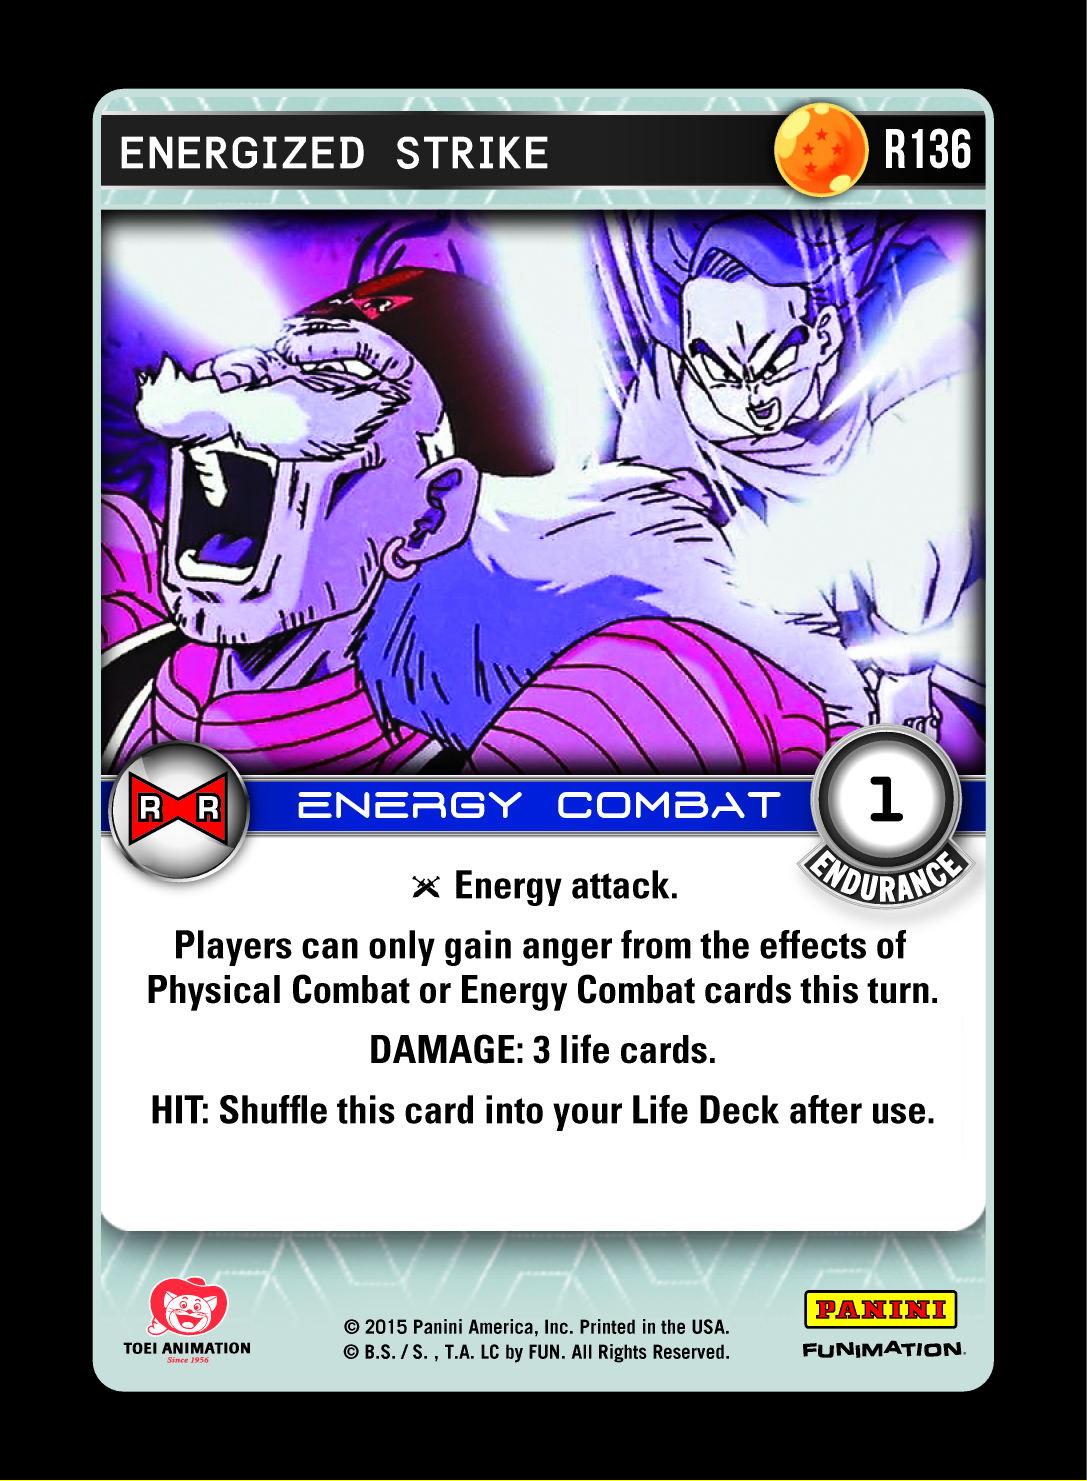 ENERGIZED STRIKE
R136
R R
ENERGY COMBAT
1
ENDURANCE
Energy attack.
Players can only gain anger from the effects of
Physical Combat or Energy Combat cards this turn.
DAMAGE: 3 life cards.
HIT: Shuffle this card into your Life Deck after use.
TOEI ANIMATION
Since 1956
© 2015 Panini America, Inc. Printed in the USA.
© B.S. / S. , T.A. LC by FUN. All Rights Reserved.
PANINI
FUNIMATION